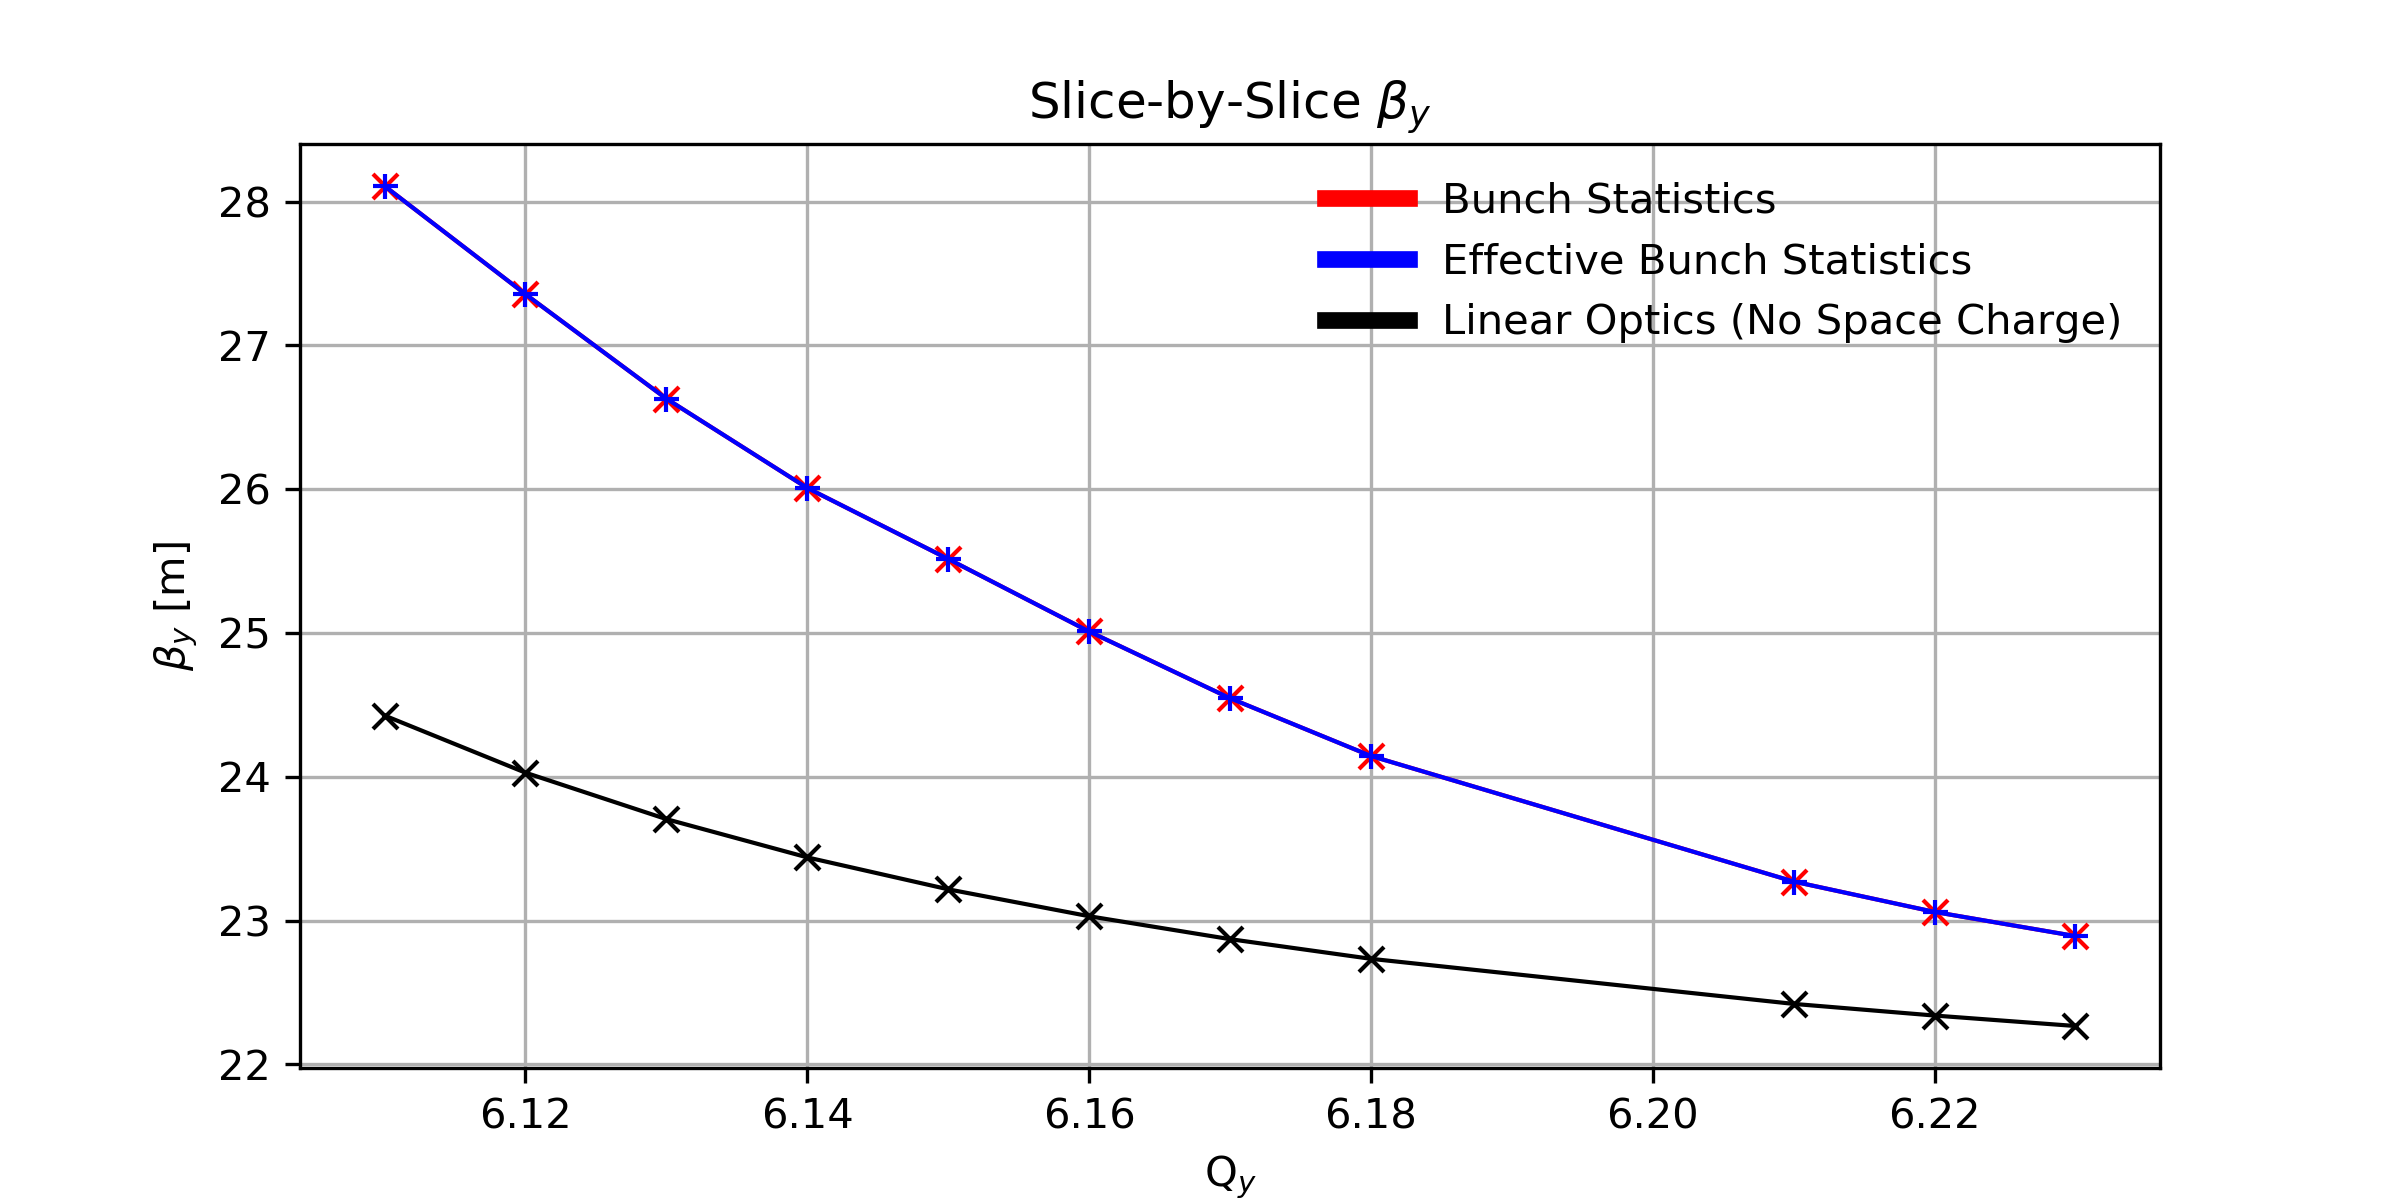 Slice-by-Slice βy
Bunch Statistics
Effective Bunch Statistics
Linear Optics (No Space Charge)
βy [m]
28
27
26
25
24
23
22
6.12 6.14 6.16 6.18 6.20 6.22
Qy